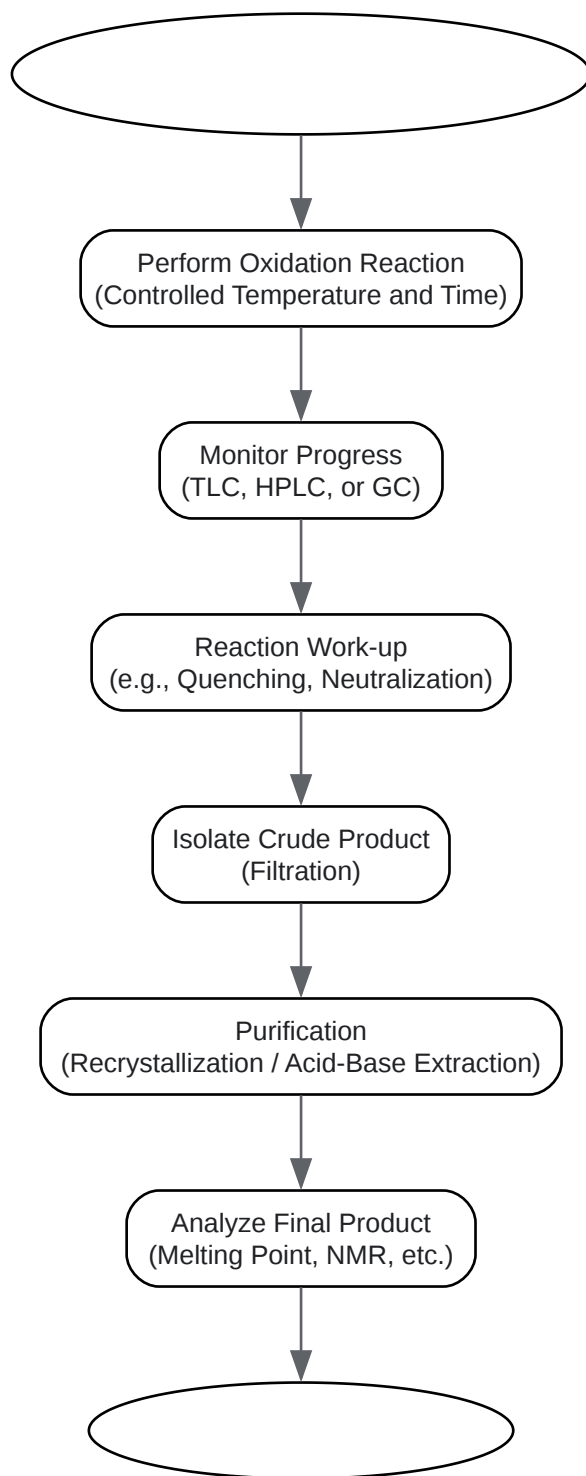 Perform Oxidation Reaction
(Controlled Temperature and Time)
Monitor Progress
(TLC, HPLC, or GC)
Reaction Work-up
(e.g., Quenching, Neutralization)
Isolate Crude Product
(Filtration)
Purification
(Recrystallization / Acid-Base Extraction)
Analyze Final Product
(Melting Point, NMR, etc.)